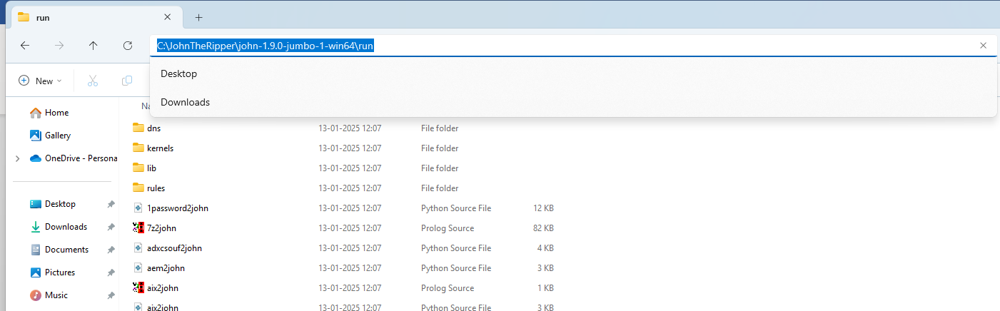 run
C:\JohnTheRipper\john-1.9.0-jumbo-1-win64\run
New
Desktop
Downloads
Home
Gallery
OneDrive - Persona
Desktop
Downloads
Documents
Pictures
Music
Na
dns 13-01-2025 12:07 File folder
kernels 13-01-2025 12:07 File folder
lib 13-01-2025 12:07 File folder
rules 13-01-2025 12:07 File folder
1password2john 13-01-2025 12:07 Python Source File 12 KB
7z2john 13-01-2025 12:07 Prolog Source 82 KB
adxcsouf2john 13-01-2025 12:07 Python Source File 4 KB
aem2john 13-01-2025 12:07 Python Source File 3 KB
aix2john 13-01-2025 12:07 Prolog Source 1 KB
aix2john 13-01-2025 12:07 Python Source File 3 KB